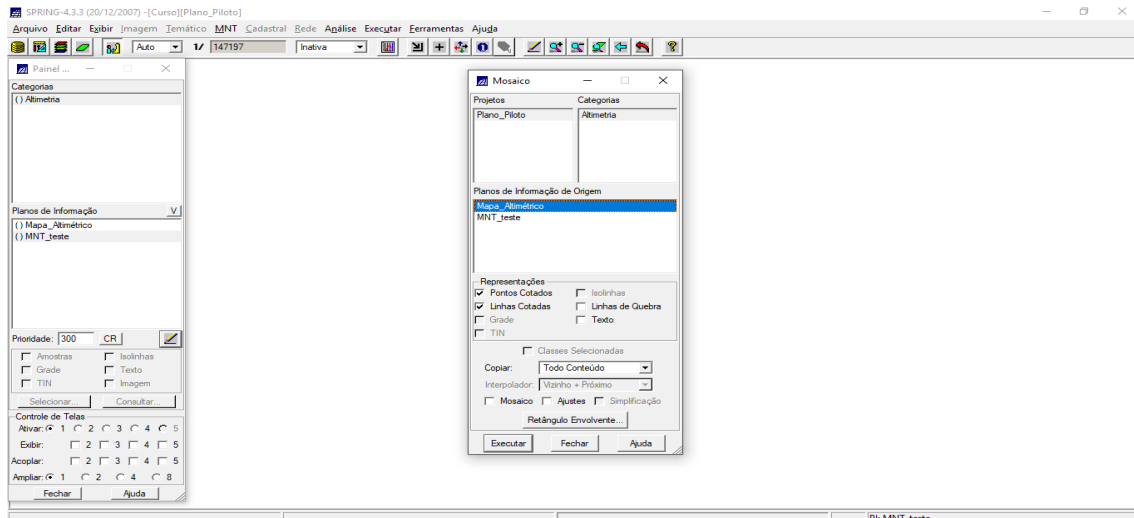 SPRING-4.3.3 (20/12/2007) -[Curso][Plano_Piloto]
Arquivo Editar Exibir Imagem Temático MNT Cadastral Rede Análise Executar Ferramentas Ajuda
Auto 1/ 147197 Inativa
Painel ...
Categorias
( ) Altimetria
Planos de Informação V
( ) Mapa_Altimétrico
( ) MNT_teste
Prioridade: 300 CR
Amostras Isolinhas
Grade Texto
TIN Imagem
Selecionar... Consultar...
Controle de Telas
Ativar: 1 2 3 4 5
Exibir: 2 3 4 5
Acoplar: 2 3 4 5
Ampliar: 1 2 4 8
Fechar Ajuda
Mosaico
Projetos Categorias
Plano_Piloto Altimetria
Planos de Informação de Origem
Mapa_Altimétrico
MNT_teste
Representações
Pontos Cotados Isolinhas
Linhas Cotadas Linhas de Quebra
Grade Texto
TIN
Classes Selecionadas
Copiar: Todo Conteúdo
Interpolador: Vizinho + Próximo
Mosaico Ajustes Simplificação
Retângulo Envolvente...
Executar Fechar Ajuda